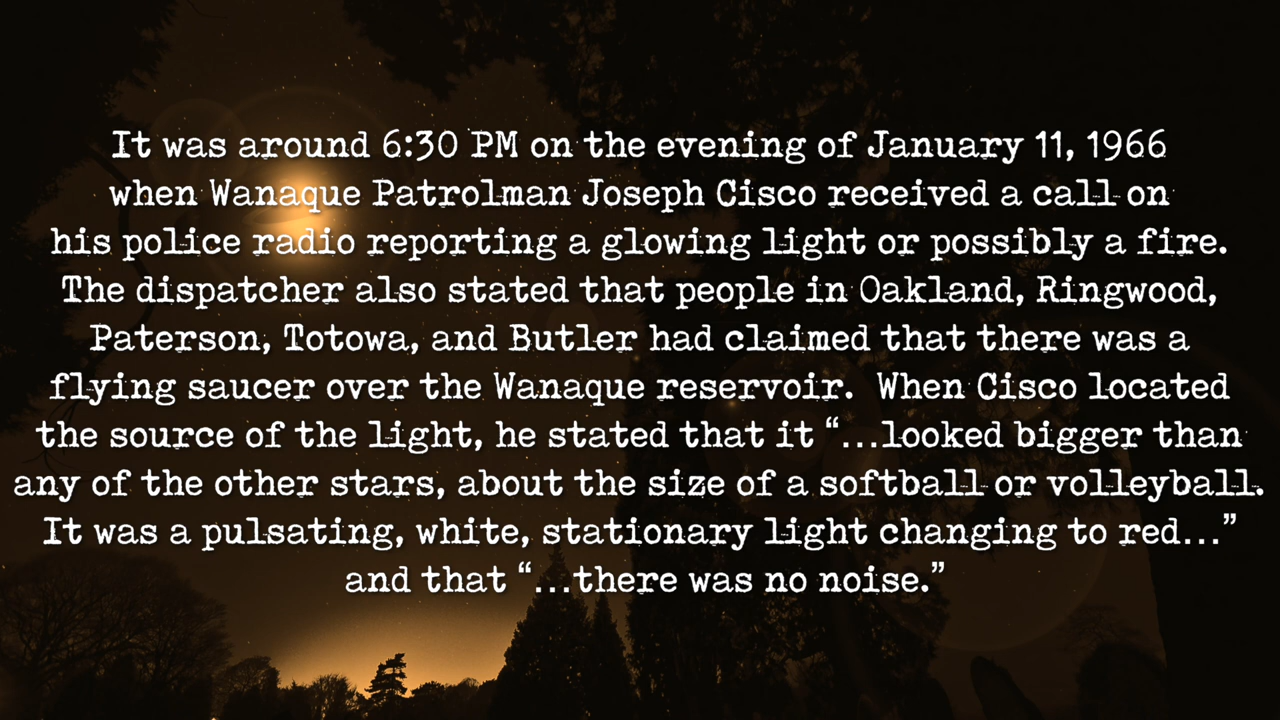 It was around 6:30 PM on the evening of January 11, 1966
when Wanaque Patrolman Joseph Cisco received a call on
his police radio reporting a glowing light or possibly a fire.
The dispatcher also stated that people in Oakland, Ringwood,
Paterson, Totowa, and Butler had claimed that there was a
flying saucer over the Wanaque reservoir.  When Cisco located
the source of the light, he stated that it “...looked bigger than
any of the other stars, about the size of a softball or volleyball.
It was a pulsating, white, stationary light changing to red...”
and that “...there was no noise.”